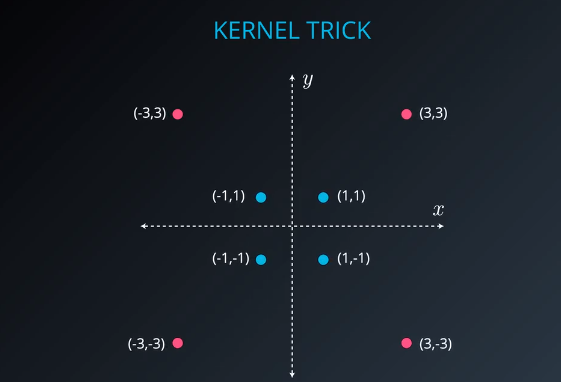 KERNEL TRICK
y
(-3,3)
(3,3)
(-1,1)
(1,1)
x
(-1,-1)
(1,-1)
(-3,-3)
(3,-3)